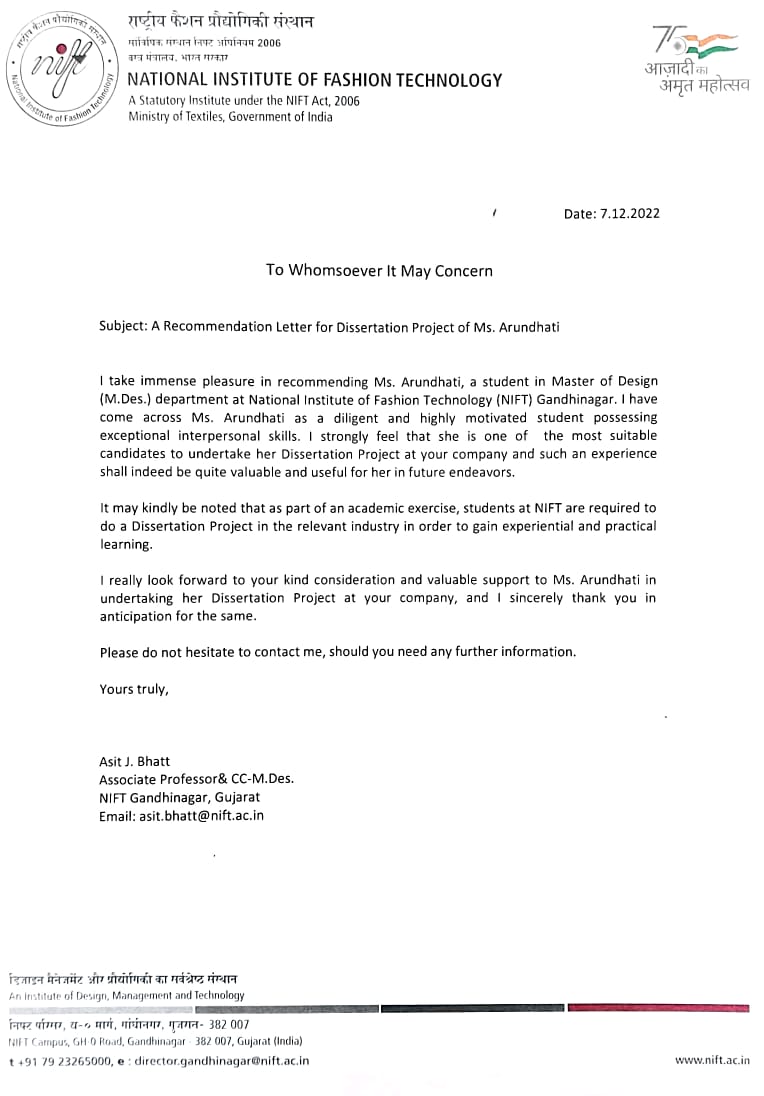 राष्ट्रीय फैशन प्रौद्योगिकी संस्थान
सांविधिक संस्थान निफ्ट अधिनियम 2006
वस्त्र मंत्रालय, भारत सरकार
NATIONAL INSTITUTE OF FASHION TECHNOLOGY
A Statutory Institute under the NIFT Act, 2006
Ministry of Textiles, Government of India
राष्ट्रीय फैशन प्रौद्योगिकी संस्थान
nift
National Institute of Fashion Technology
75
आज़ादी का
अमृत महोत्सव
Date: 7.12.2022
To Whomsoever It May Concern
Subject: A Recommendation Letter for Dissertation Project of Ms. Arundhati
I take immense pleasure in recommending Ms. Arundhati, a student in Master of Design
(M.Des.) department at National Institute of Fashion Technology (NIFT) Gandhinagar. I have
come across Ms. Arundhati as a diligent and highly motivated student possessing
exceptional interpersonal skills. I strongly feel that she is one of the most suitable
candidates to undertake her Dissertation Project at your company and such an experience
shall indeed be quite valuable and useful for her in future endeavors.
It may kindly be noted that as part of an academic exercise, students at NIFT are required to
do a Dissertation Project in the relevant industry in order to gain experiential and practical
learning.
I really look forward to your kind consideration and valuable support to Ms. Arundhati in
undertaking her Dissertation Project at your company, and I sincerely thank you in
anticipation for the same.
Please do not hesitate to contact me, should you need any further information.
Yours truly,
Asit J. Bhatt
Associate Professor& CC-M.Des.
NIFT Gandhinagar, Gujarat
Email: asit.bhatt@nift.ac.in
डिजाइन मैनेजमेंट और प्रौद्योगिकी का सर्वश्रेष्ठ संस्थान
An Institute of Design, Management and Technology
निफ्ट परिसर, घ-० मार्ग, गांधीनगर, गुजरात- 382 007
NIFT Campus, GH-0 Road, Gandhinagar - 382 007, Gujarat (India)
t +91 79 23265000, e : director.gandhinagar@nift.ac.in
www.nift.ac.in